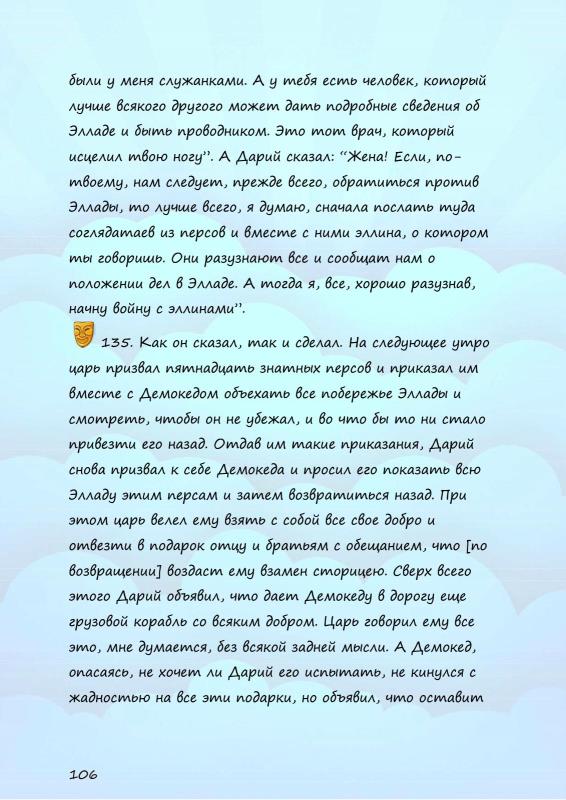 были у меня служанками. А у тебя есть человек, который
лучше всякого другого может дать подробные сведения об
Элладе и быть проводником. Это тот врач, который
исцелил твою ногу”. А Дарий сказал: “Жена! Если, по-
твоему, нам следует, прежде всего, обратиться против
Эллады, то лучше всего, я думаю, сначала послать туда
соглядатаев из персов и вместе с ними эллина, о котором
ты говоришь. Они разузнают все и сообщат нам о
положении дел в Элладе. А тогда я, все, хорошо разузнав,
начну войну с эллинами”.
135. Как он сказал, так и сделал. На следующее утро
царь призвал пятнадцать знатных персов и приказал им
вместе с Демокедом объехать все побережье Эллады и
смотреть, чтобы он не убежал, и во что бы то ни стало
привезти его назад. Отдав им такие приказания, Дарий
снова призвал к себе Демокеда и просил его показать всю
Элладу этим персам и затем возвратиться назад. При
этом царь велел ему взять с собой все свое добро и
отвезти в подарок отцу и братьям с обещанием, что [по
возвращении] воздаст ему взамен сторицею. Сверх всего
этого Дарий объявил, что дает Демокеду в дорогу еще
грузовой корабль со всяким добром. Царь говорил ему все
это, мне думается, без всякой задней мысли. А Демокед,
опасаясь, не хочет ли Дарий его испытать, не кинулся с
жадностью на все эти подарки, но объявил, что оставит
106